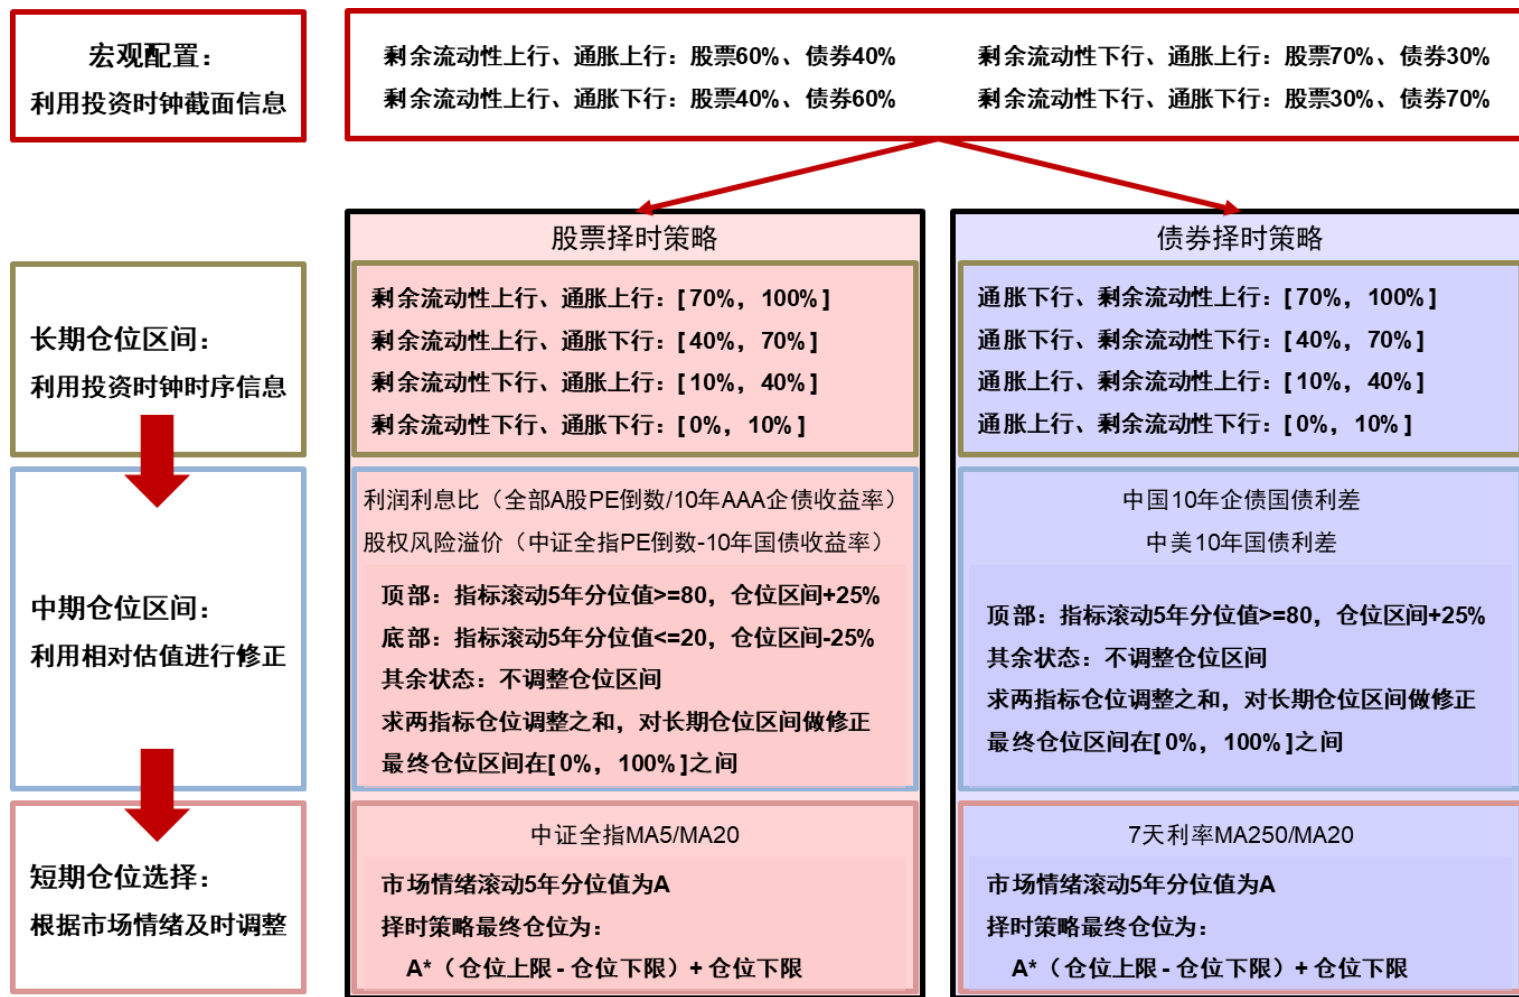 宏观配置：
利用投资时钟截面信息
剩余流动性上行、通胀上行：股票60%、债券40%
剩余流动性下行、通胀上行：股票70%、债券30%
剩余流动性上行、通胀下行：股票40%、债券60%
剩余流动性下行、通胀下行：股票30%、债券70%
股票择时策略
债券择时策略
长期仓位区间：
利用投资时钟时序信息
剩余流动性上行、通胀上行：[70%，100%]
剩余流动性上行、通胀下行：[40%，70%]
剩余流动性下行、通胀上行：[10%，40%]
剩余流动性下行、通胀下行：[0%，10%]
通胀下行、剩余流动性上行：[70%，100%]
通胀下行、剩余流动性下行：[40%，70%]
通胀上行、剩余流动性上行：[10%，40%]
通胀上行、剩余流动性下行：[0%，10%]
中期仓位区间：
利用相对估值进行修正
利润利息比（全部A股PE倒数/10年AAA企债收益率）
股权风险溢价（中证全指PE倒数-10年国债收益率）
顶部：指标滚动5年分位值>=80，仓位区间+25%
底部：指标滚动5年分位值<=20，仓位区间-25%
其余状态：不调整仓位区间
求两指标仓位调整之和，对长期仓位区间做修正
最终仓位区间在[0%，100%]之间
中国10年企债国债利差
中美10年国债利差
顶部：指标滚动5年分位值>=80，仓位区间+25%
其余状态：不调整仓位区间
求两指标仓位调整之和，对长期仓位区间做修正
最终仓位区间在[0%，100%]之间
短期仓位选择：
根据市场情绪及时调整
中证全指MA5/MA20
市场情绪滚动5年分位值为A
择时策略最终仓位为：
A*（仓位上限 - 仓位下限）+ 仓位下限
7天利率MA250/MA20
市场情绪滚动5年分位值为A
择时策略最终仓位为：
A*（仓位上限 - 仓位下限）+ 仓位下限